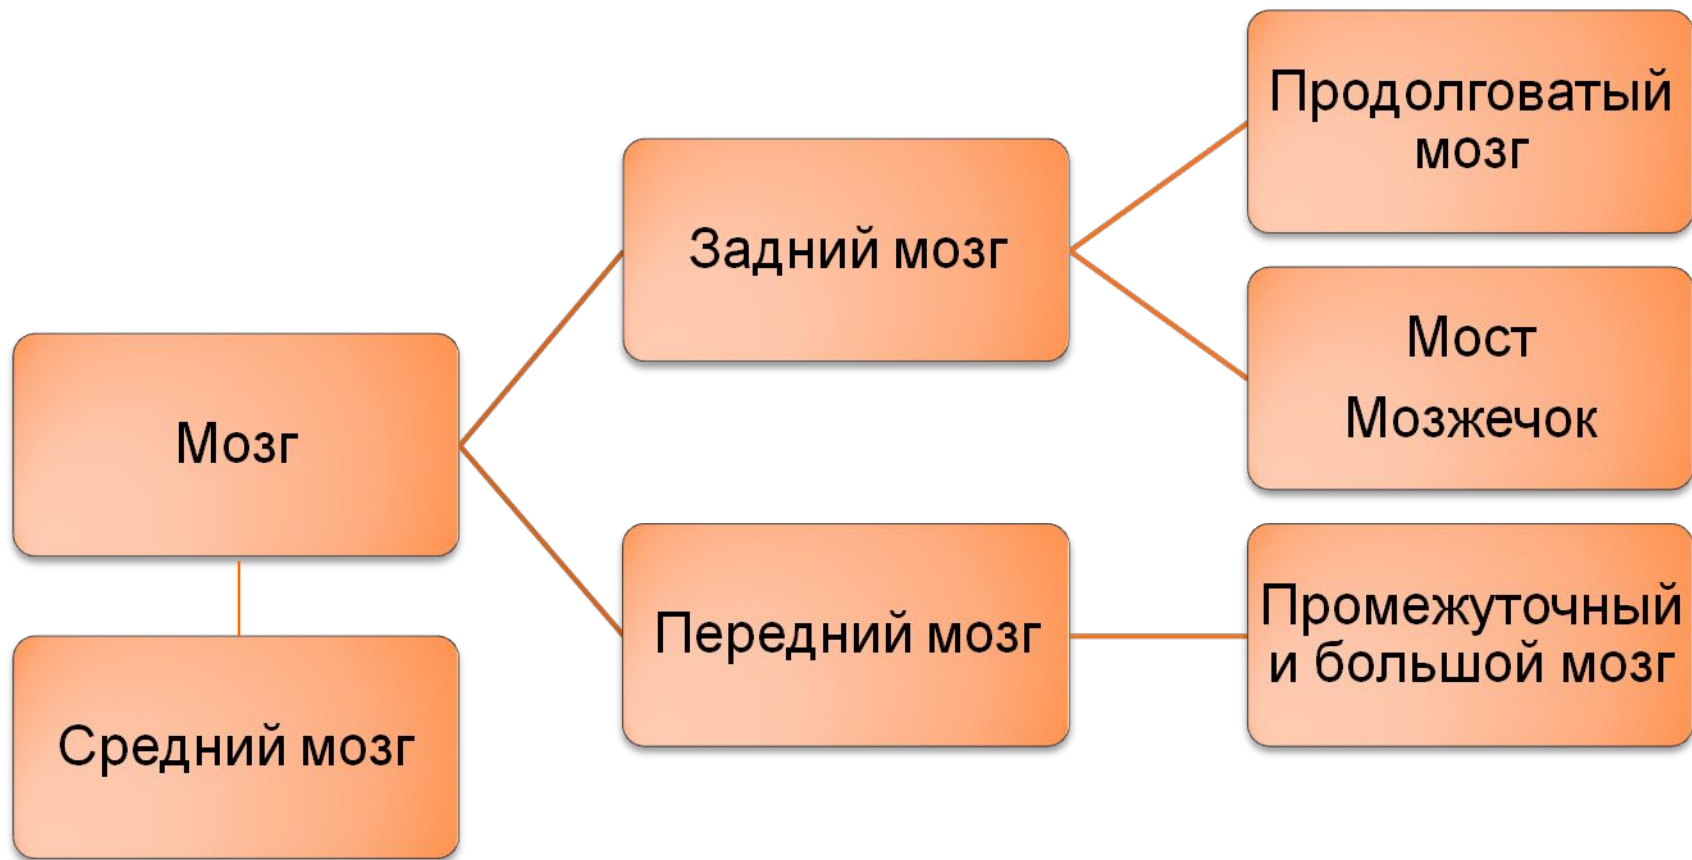 Мозг
Средний мозг
Задний мозг
Передний мозг
Продолговатый
мозг
Мост
Мозжечок
Промежуточный
и большой мозг